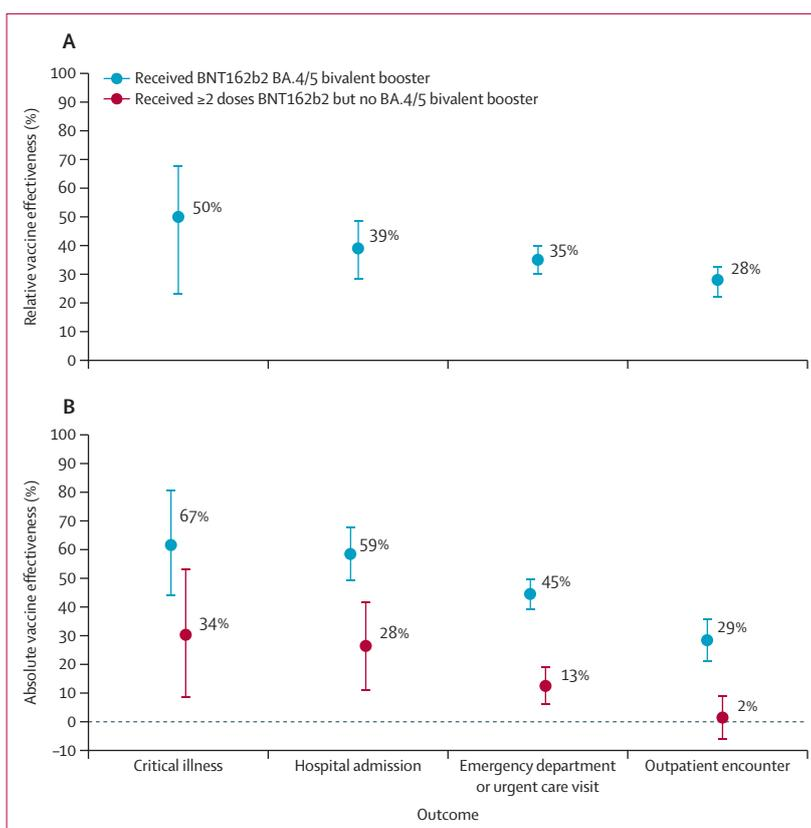 A
100
90
80
70
60
50
40
30
20
10
0
Relative vaccine effectiveness (%)
Received BNT162b2 BA.4/5 bivalent booster
Received ≥2 doses BNT162b2 but no BA.4/5 bivalent booster
50%
39%
35%
28%
B
100
90
80
70
60
50
40
30
20
10
0
–10
Absolute vaccine effectiveness (%)
67%
34%
59%
28%
45%
13%
29%
2%
Critical illness
Hospital admission
Emergency department
or urgent care visit
Outpatient encounter
Outcome